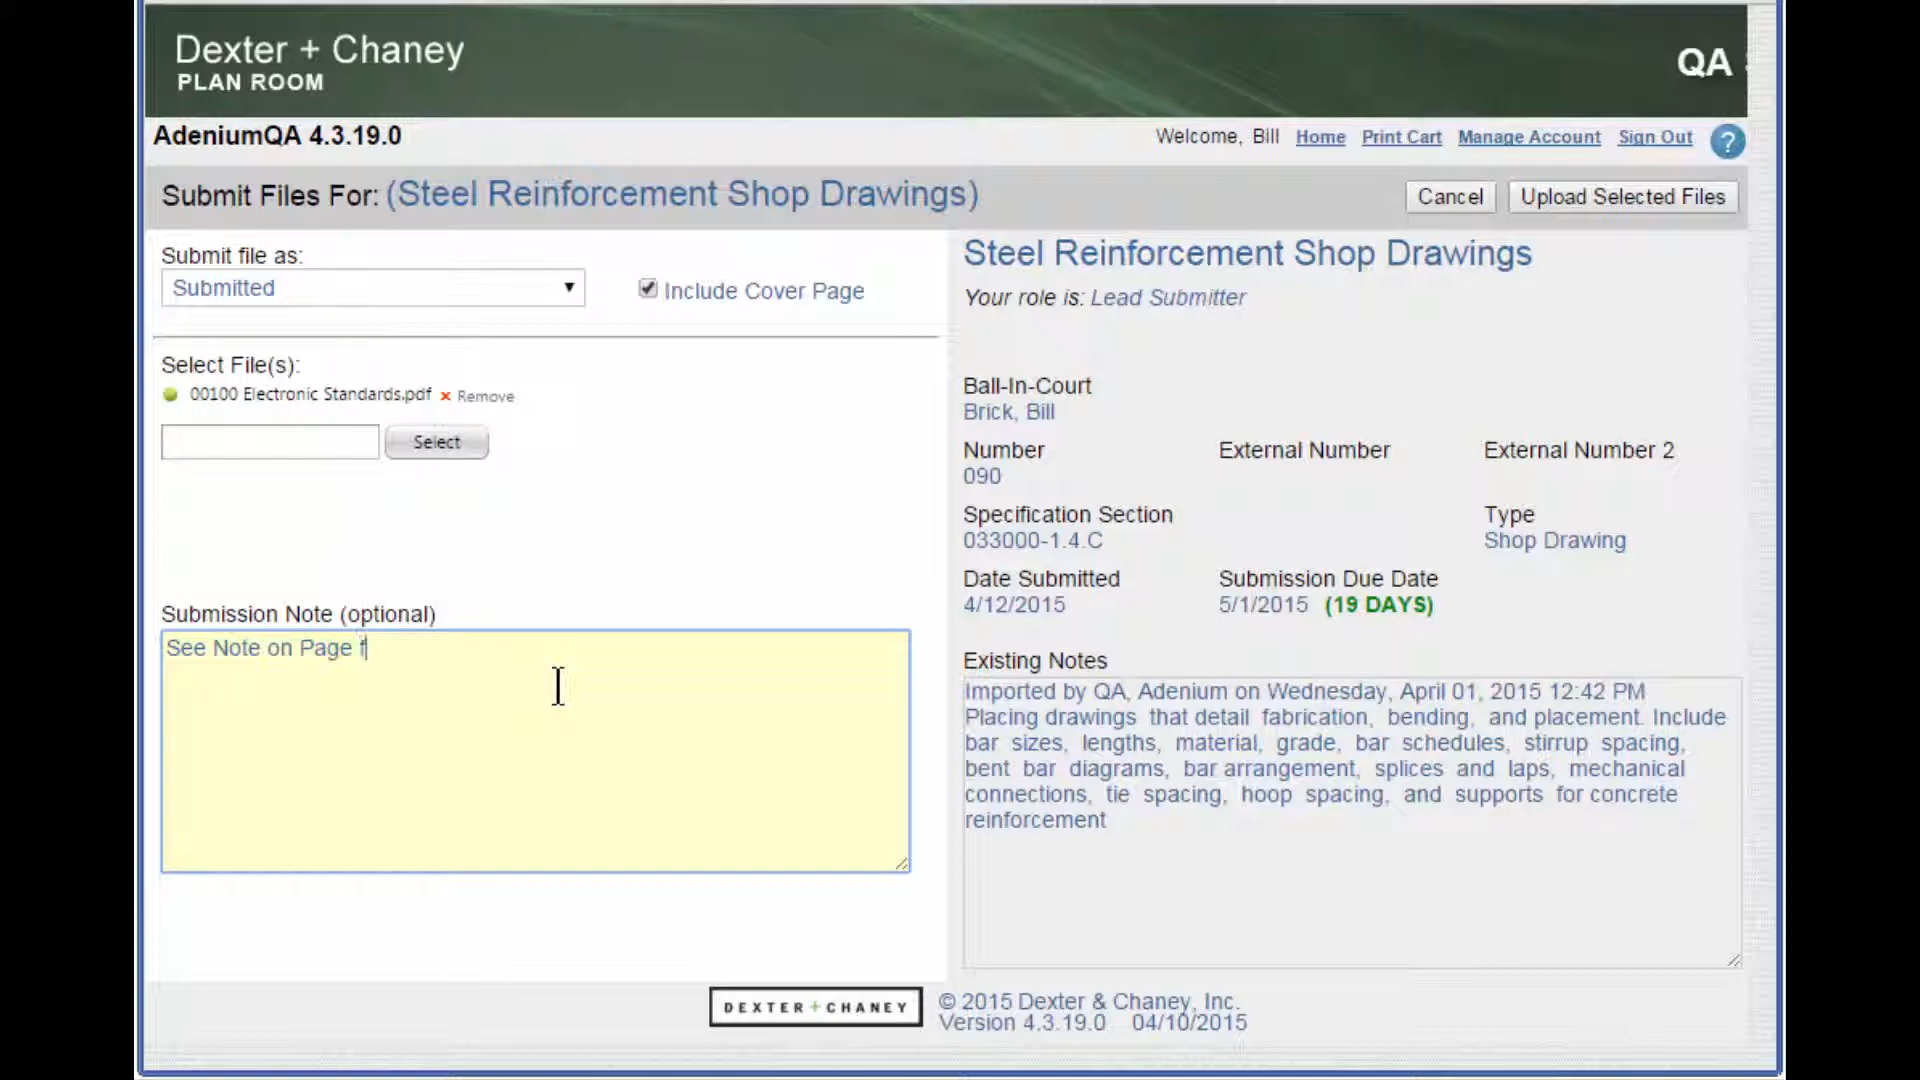 Dexter + Chaney
PLAN ROOM
QA
AdeniumQA 4.3.19.0
Welcome, Bill Home Print Cart Manage Account Sign Out ?
Submit Files For: (Steel Reinforcement Shop Drawings)
Cancel Upload Selected Files
Submit file as:
Submitted
Include Cover Page
Select File(s):
00100 Electronic Standards.pdf x Remove
Select
Submission Note (optional)
See Note on Page f
Steel Reinforcement Shop Drawings
Your role is: Lead Submitter
Ball-In-Court
Brick, Bill
Number External Number External Number 2
090
Specification Section Type
033000-1.4.C Shop Drawing
Date Submitted Submission Due Date
4/12/2015 5/1/2015 (19 DAYS)
Existing Notes
Imported by QA, Adenium on Wednesday, April 01, 2015 12:42 PM
Placing drawings that detail fabrication, bending, and placement. Include
bar sizes, lengths, material, grade, bar schedules, stirrup spacing,
bent bar diagrams, bar arrangement, splices and laps, mechanical
connections, tie spacing, hoop spacing, and supports for concrete
reinforcement
DEXTER+CHANEY
© 2015 Dexter & Chaney, Inc.
Version 4.3.19.0 04/10/2015